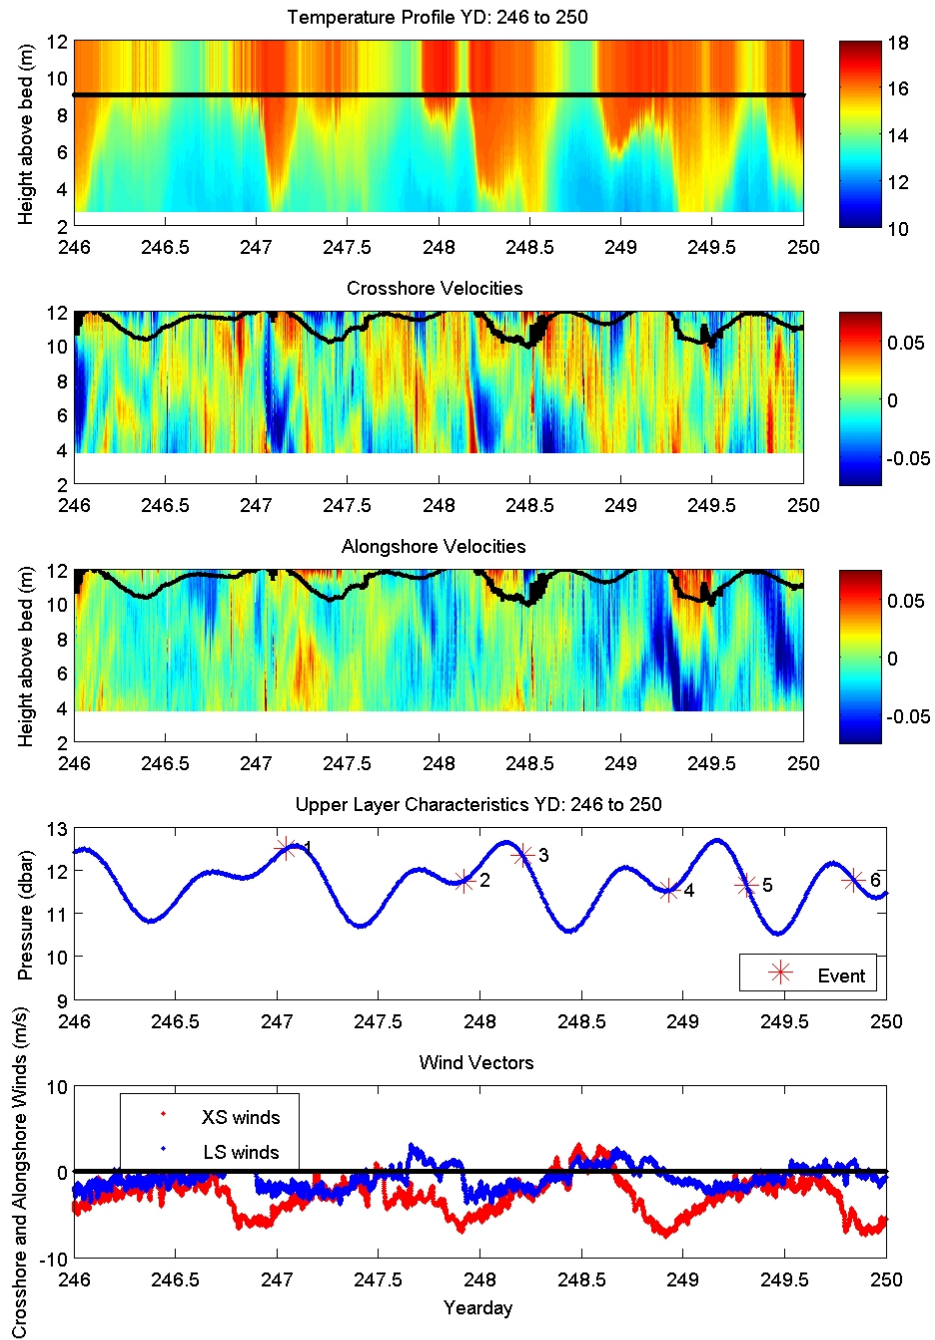 Temperature Profile YD: 246 to 250
Height above bed (m)
12
10
8
6
4
2
246 246.5 247 247.5 248 248.5 249 249.5 250
18
16
14
12
10
Crosshore Velocities
12
10
8
6
4
2
246 246.5 247 247.5 248 248.5 249 249.5 250
0.05
0
-0.05
Alongshore Velocities
Height above bed (m)
12
10
8
6
4
2
246 246.5 247 247.5 248 248.5 249 249.5 250
0.05
0
-0.05
Upper Layer Characteristics YD: 246 to 250
Pressure (dbar)
13
12
11
10
9
1
2
3
4
5
6
Event
246 246.5 247 247.5 248 248.5 249 249.5 250
Wind Vectors
Crosshore and Alongshore Winds (m/s)
10
0
-10
XS winds
LS winds
246 246.5 247 247.5 248 248.5 249 249.5 250
Yearday